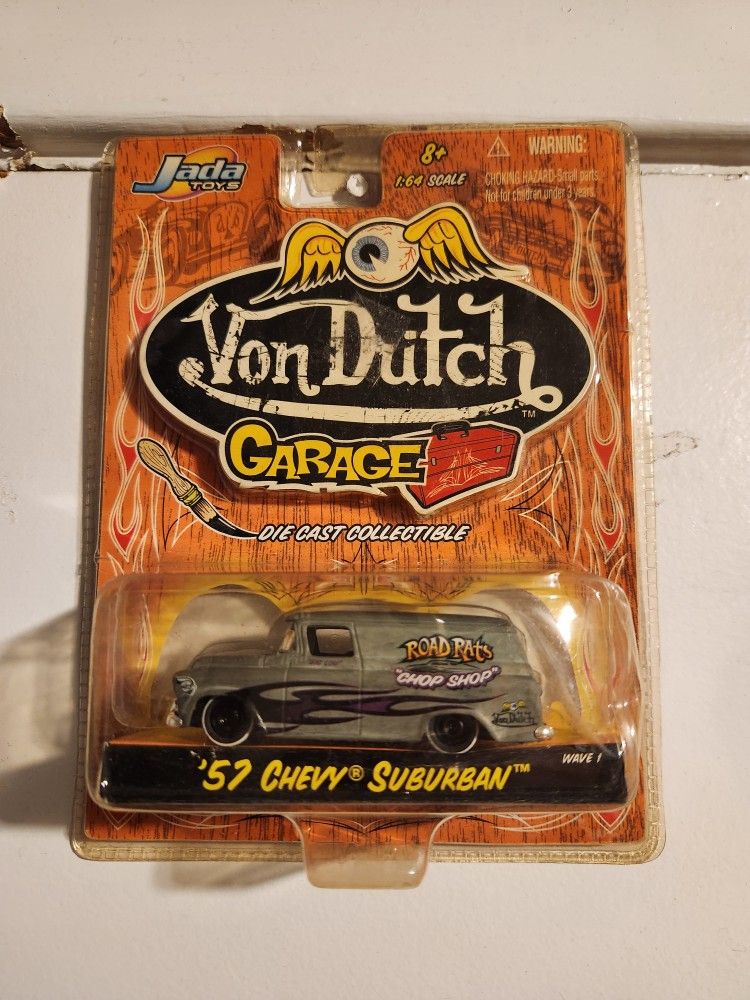 Jada
TOYS
8+
1:64 SCALE
WARNING:
CHOKING HAZARD-Small parts.
Not for children under 3 years.
Von Dutch
TM
GARAGE
DIE CAST COLLECTIBLE
ROAD RATs
"CHOP SHOP"
Von Dutch
'57 CHEVY® SUBURBAN™
WAVE 1